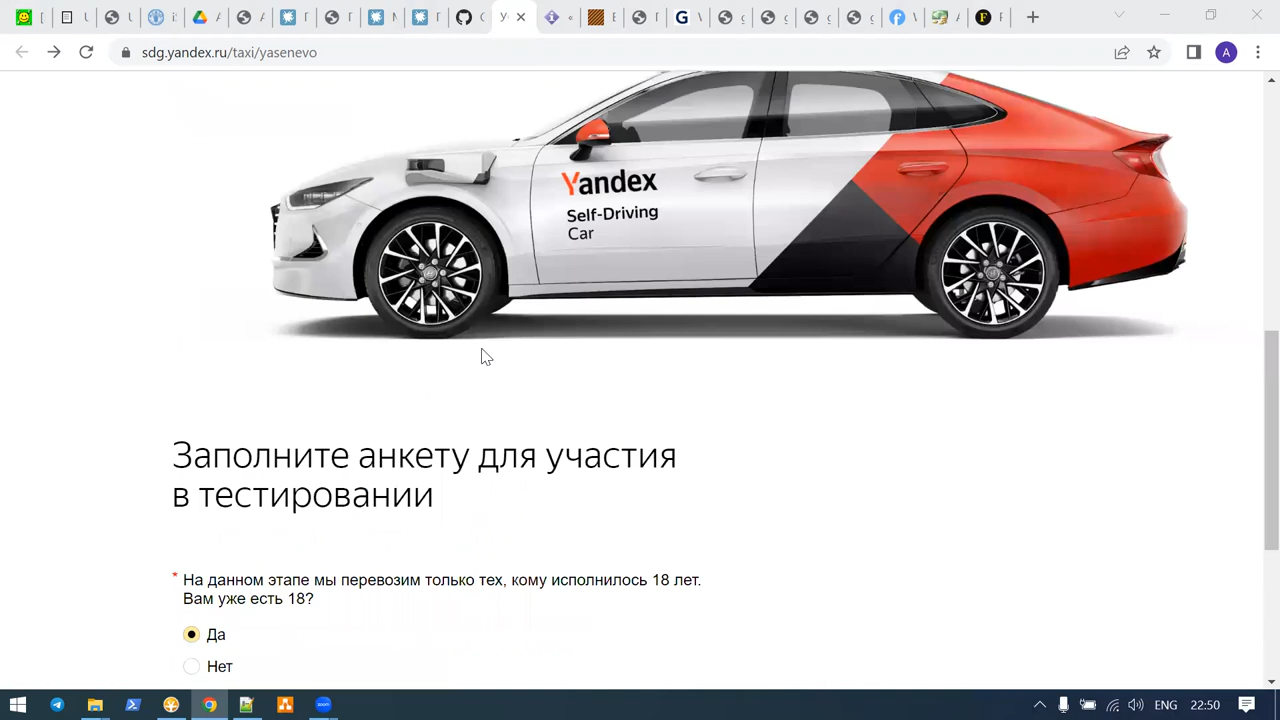 sdg.yandex.ru/taxi/yasenevo
A
Yandex
Self-Driving
Car
Заполните анкету для участия
в тестировании
* На данном этапе мы перевозим только тех, кому исполнилось 18 лет.
Вам уже есть 18?
Да
Нет
zoom
ENG
22:50